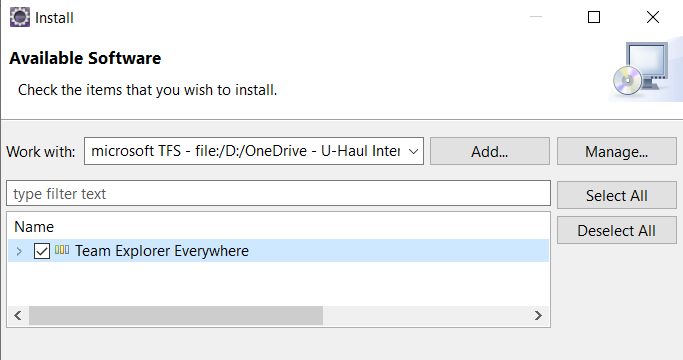 Install
Available Software
Check the items that you wish to install.
Work with: microsoft TFS - file:/D:/OneDrive - U-Haul Inter Add... Manage...
type filter text Select All
Name Deselect All
Team Explorer Everywhere